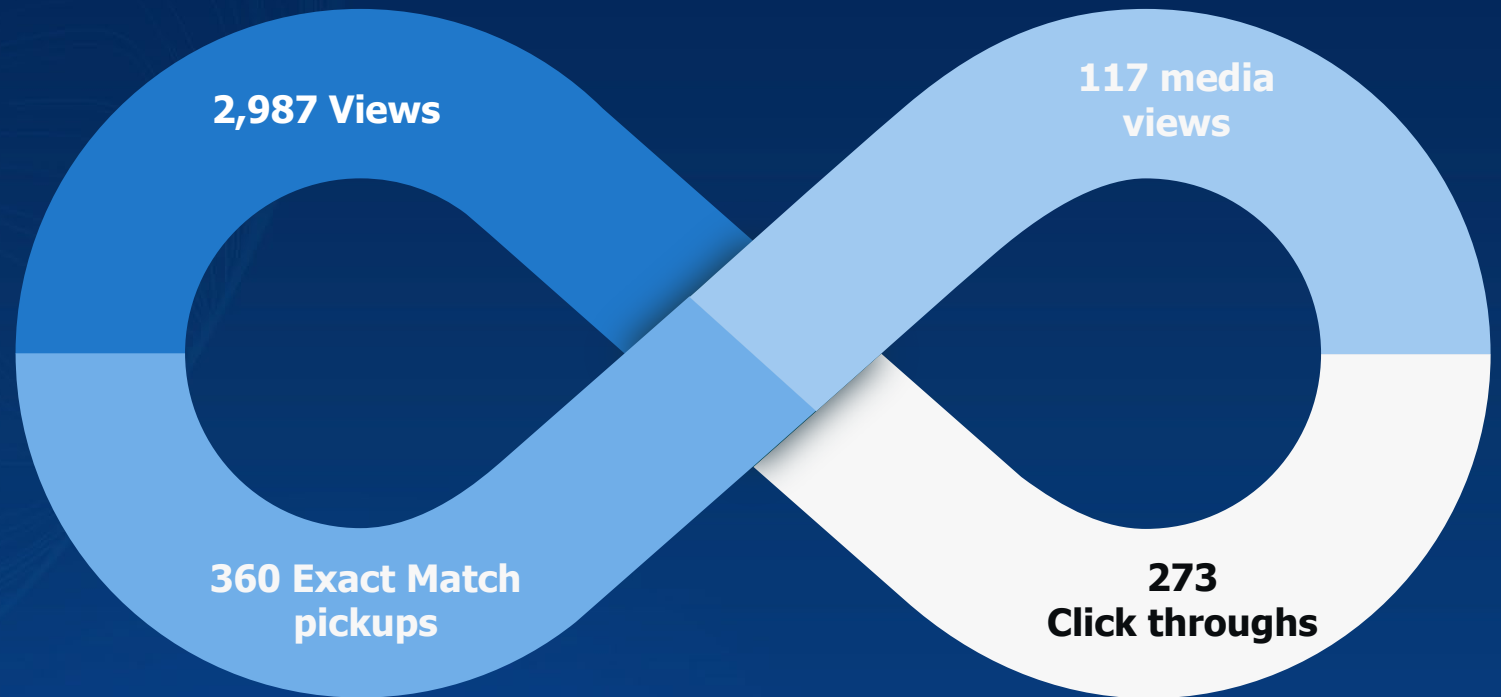 2,987 Views
117 media
views
360 Exact Match
pickups
273
Click throughs